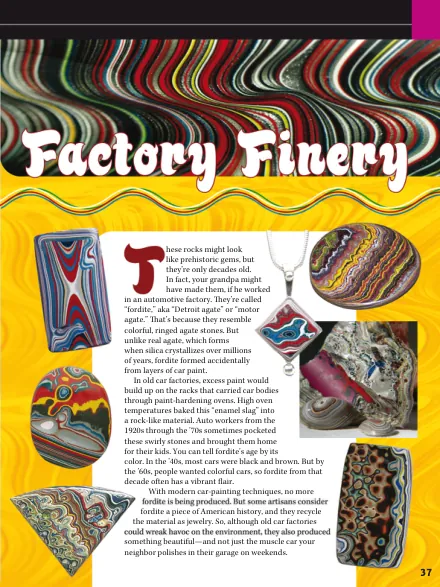 Factory Finery
These rocks might look
like prehistoric gems, but
they're only decades old.
In fact, your grandpa might
have made them, if he worked
in an automotive factory. They're called
"fordite," aka "Detroit agate" or "motor
agate." That's because they resemble
colorful, ringed agate stones. But
unlike real agate, which forms
when silica crystallizes over millions
of years, fordite formed accidentally
from layers of car paint.
In old car factories, excess paint would
build up on the racks that carried car bodies
through paint-hardening ovens. High oven
temperatures baked this "enamel slag" into
a rock-like material. Auto workers from the
1920s through the '70s sometimes pocketed
these swirly stones and brought them home
for their kids. You can tell fordite's age by its
color. In the '40s, most cars were black and brown. But by
the '60s, people wanted colorful cars, so fordite from that
decade often has a vibrant flair.
With modern car-painting techniques, no more
fordite is being produced. But some artisans consider
fordite a piece of American history, and they recycle
the material as jewelry. So, although old car factories
could wreak havoc on the environment, they also produced
something beautiful—and not just the muscle car your
neighbor polishes in their garage on weekends.
37